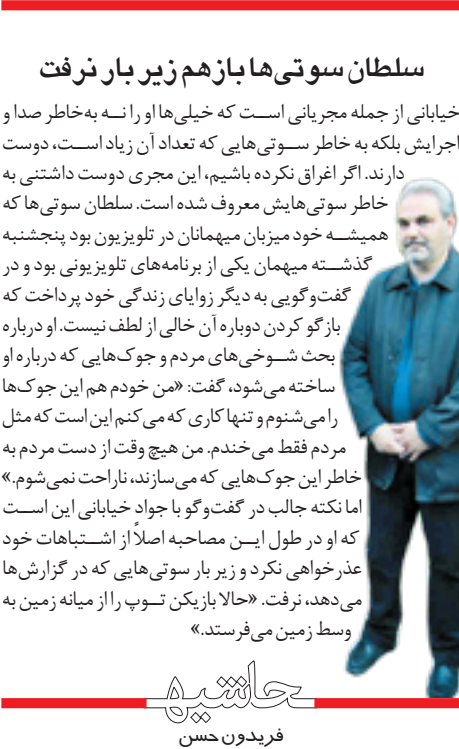 سلطان سوتی‌ها باز هم زیر بار نرفت
خیابانی از جمله مجریانی است که خیلی‌ها او را نه به‌خاطر صدا و
اجرایش بلکه به خاطر سوتی‌هایی که تعداد آن زیاد است، دوست
دارند. اگر اغراق نکرده باشیم، این مجری دوست داشتنی به
خاطر سوتی‌هایش معروف شده است. سلطان سوتی‌ها که
همیشه خود میزبان میهمانان در تلویزیون بود پنجشنبه
گذشته میهمان یکی از برنامه‌های تلویزیونی بود و در
گفت‌وگویی به دیگر زوایای زندگی خود پرداخت که
بازگو کردن دوباره آن خالی از لطف نیست. او درباره
بحث شوخی‌های مردم و جوک‌هایی که درباره او
ساخته می‌شود، گفت: «من خودم هم این جوک‌ها
را می‌شنوم و تنها کاری که می‌کنم این است که مثل
مردم فقط می‌خندم. من هیچ وقت از دست مردم به
خاطر این جوک‌هایی که می‌سازند، ناراحت نمی‌شوم.»
اما نکته جالب در گفت‌وگو با جواد خیابانی این است
که او در طول این مصاحبه اصلاً از اشتباهات خود
عذرخواهی نکرد و زیر بار سوتی‌هایی که در گزارش‌ها
می‌دهد، نرفت. «حالا بازیکن توپ را از میانه زمین به
وسط زمین می‌فرستد.»
حاشیه
فریدون حسن